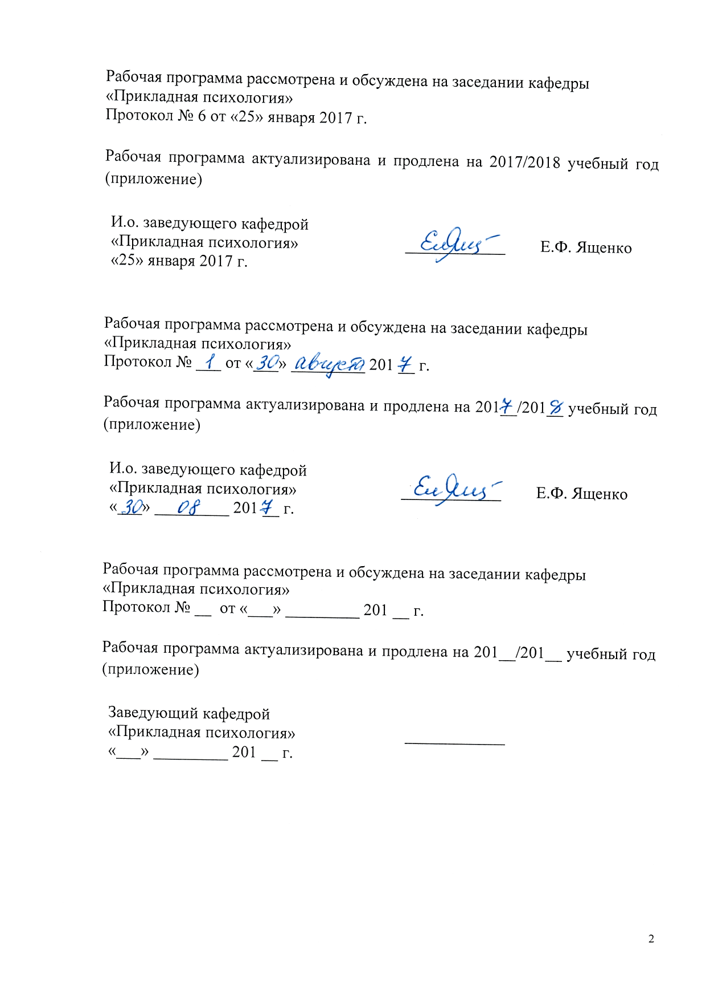 Рабочая программа рассмотрена и обсуждена на заседании кафедры
«Прикладная психология»
Протокол № 6 от «25» января 2017 г.
Рабочая программа актуализирована и продлена на 2017/2018 учебный год
(приложение)
И.о. заведующего кафедрой
«Прикладная психология»
«25» января 2017 г.
Е.Ф. Ященко
Рабочая программа рассмотрена и обсуждена на заседании кафедры
«Прикладная психология»
Протокол № 1 от «30» августа 2017 г.
Рабочая программа актуализирована и продлена на 2017/2018 учебный год
(приложение)
И.о. заведующего кафедрой
«Прикладная психология»
«30» 08 2017 г.
Е.Ф. Ященко
Рабочая программа рассмотрена и обсуждена на заседании кафедры
«Прикладная психология»
Протокол № __ от «___» _________ 201 __ г.
Рабочая программа актуализирована и продлена на 201__/201__ учебный год
(приложение)
Заведующий кафедрой
«Прикладная психология»
«___» _________ 201 __ г.
2